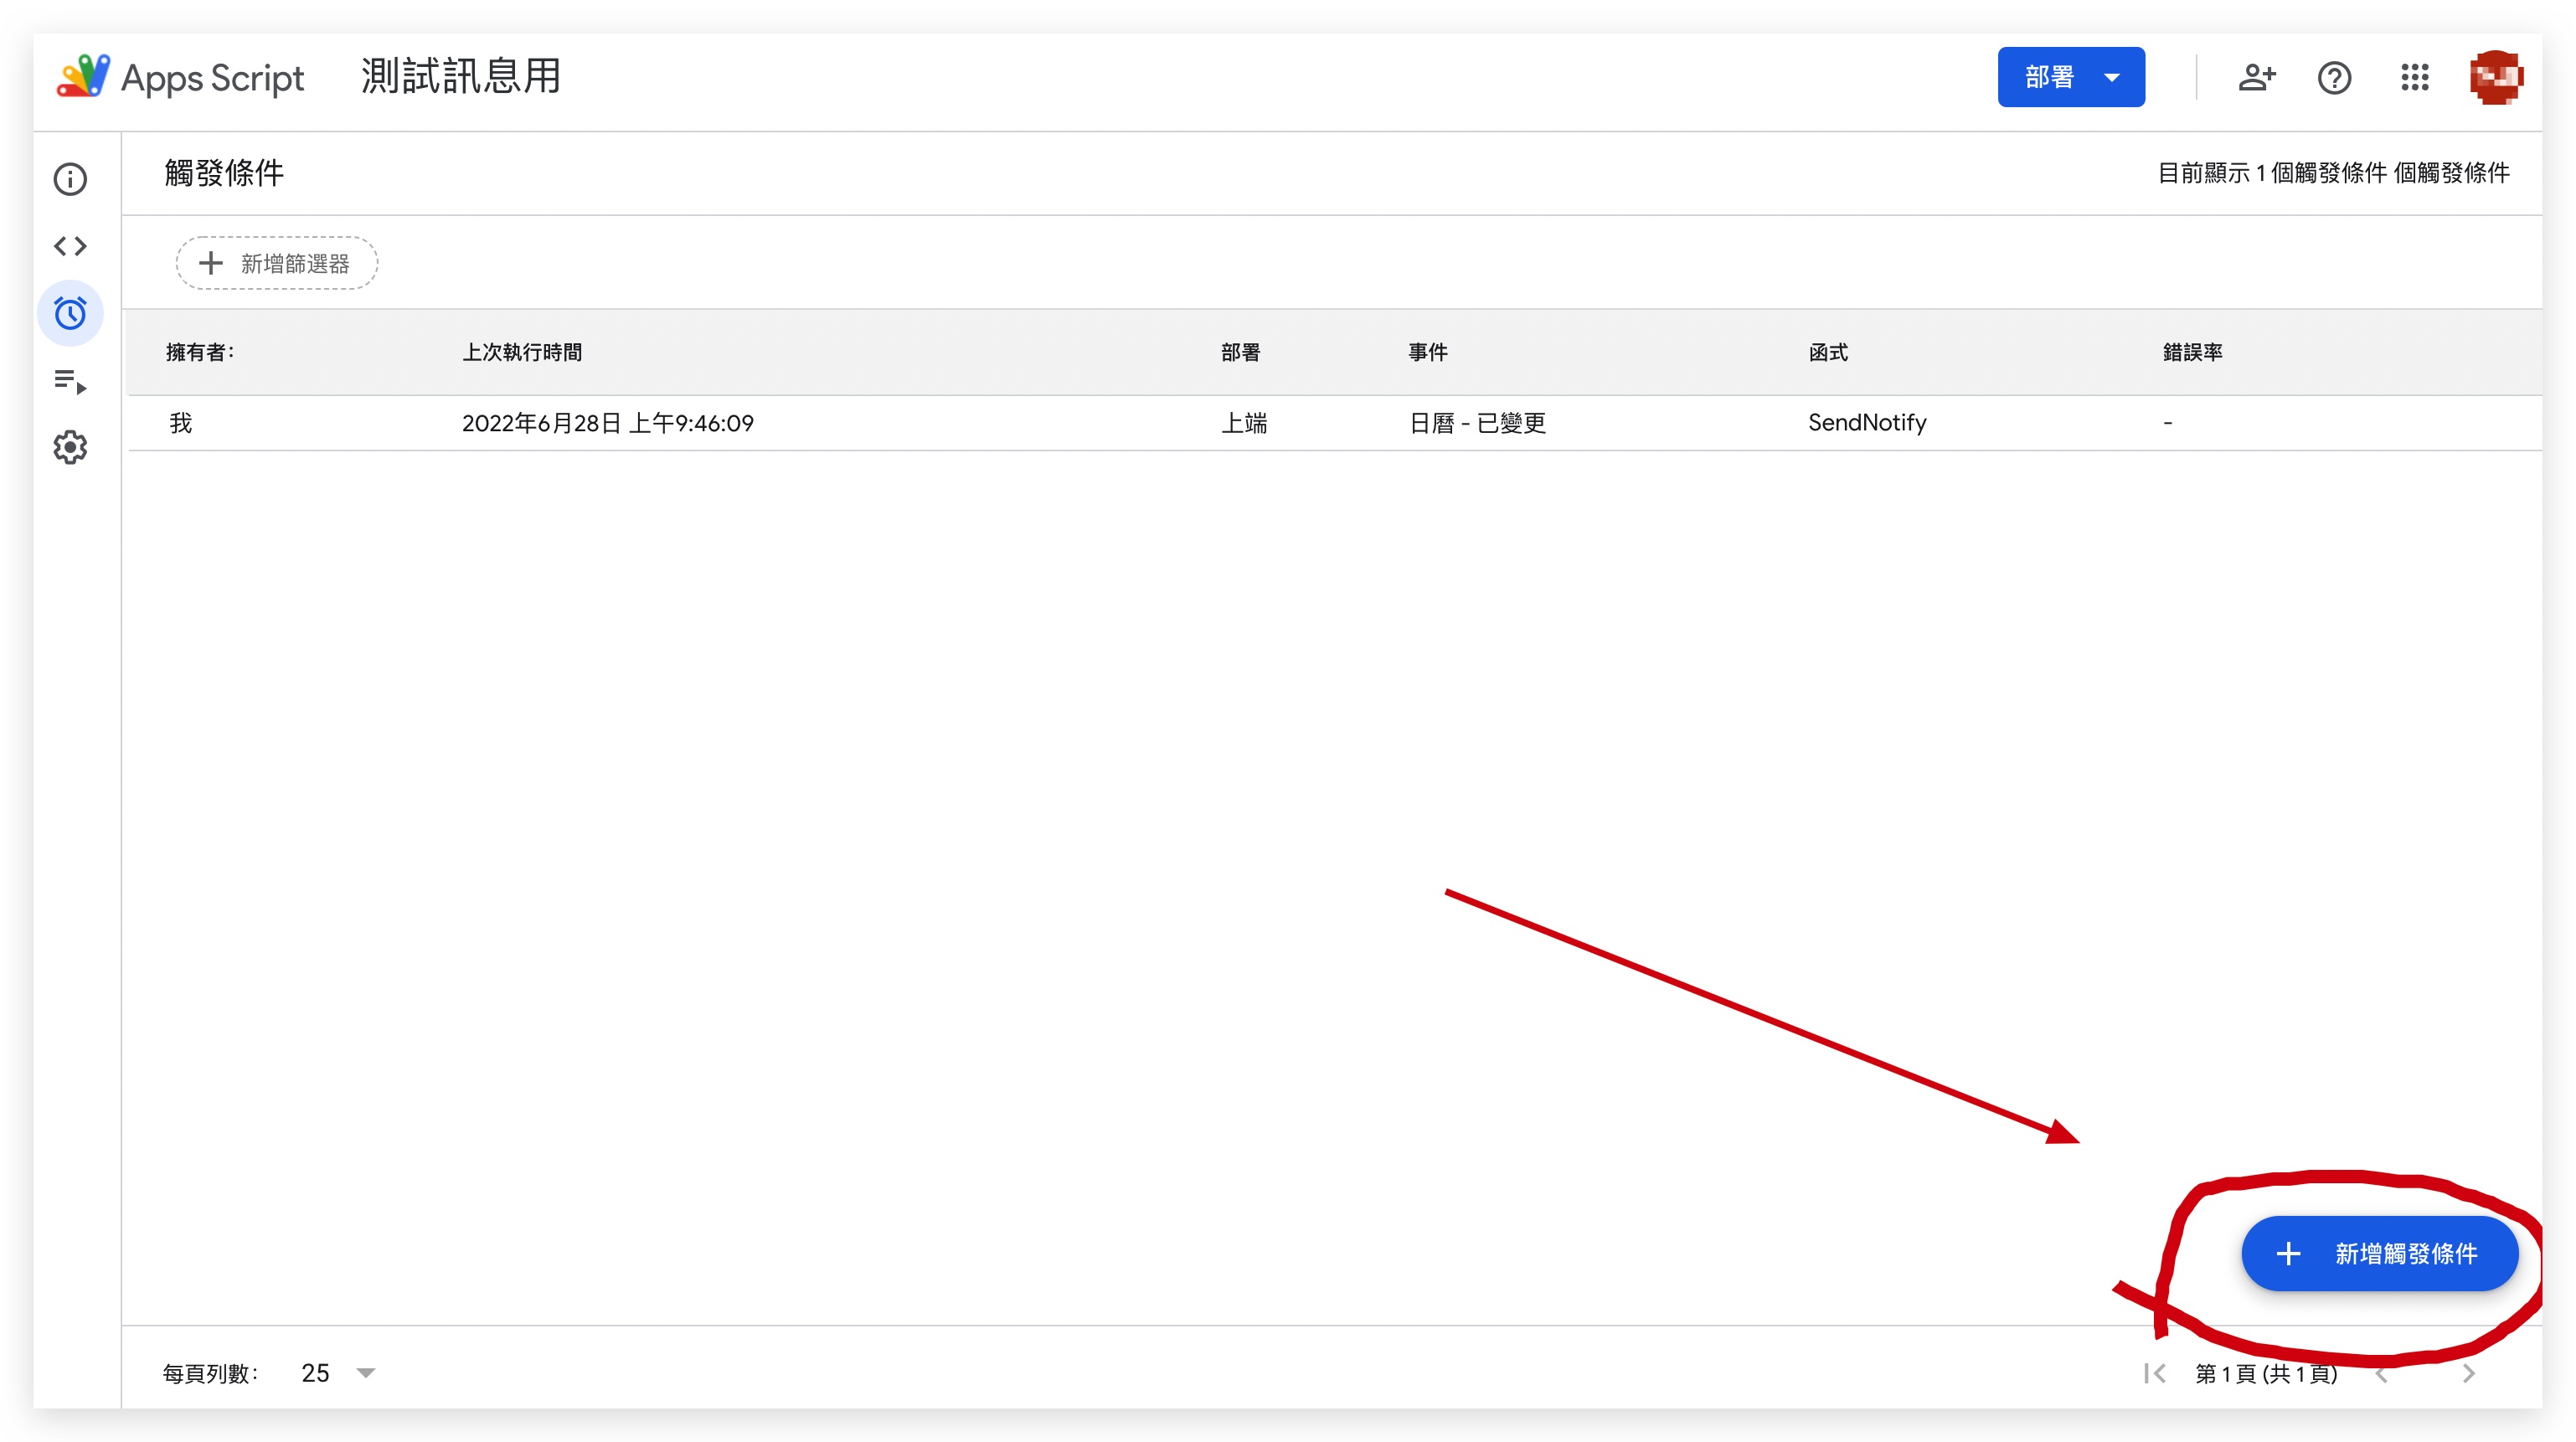 Apps Script 測試訊息用 部署
觸發條件 目前顯示 1 個觸發條件 個觸發條件
新增篩選器
擁有者: 上次執行時間 部署 事件 函式 錯誤率
我 2022年6月28日 上午9:46:09 上端 日曆 - 已變更 SendNotify -
新增觸發條件
每頁列數: 25 第 1 頁 (共 1 頁)